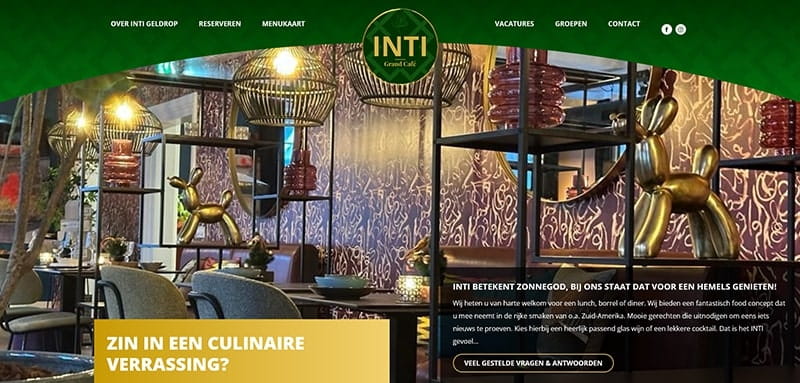 OVER INTI GELDROP RESERVEREN MENUKAART
INTI
Grand Café
VACATURES GROEPEN CONTACT
ZIN IN EEN CULINAIRE
VERRASSING?
INTI BETEKENT ZONNEGOD, BIJ ONS STAAT DAT VOOR EEN HEMELS GENIETEN!
Wij heten u van harte welkom voor een lunch, borrel of diner. Wij bieden een fantastisch food concept dat
u mee neemt in de rijke smaken van o.a. Zuid-Amerika. Mooie gerechten die uitnodigen om eens iets
nieuws te proeven. Kies hierbij een heerlijk passend glas wijn of een lekkere cocktail. Dat is het INTI
gevoel...
VEEL GESTELDE VRAGEN & ANTWOORDEN